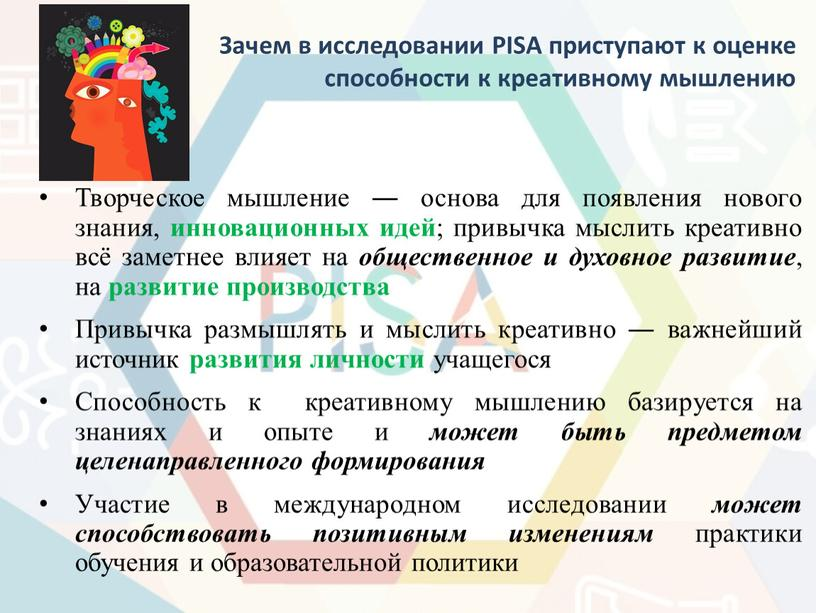 Зачем в исследовании PISA приступают к оценке
способности к креативному мышлению
• Творческое мышление — основа для появления нового
знания, инновационных идей; привычка мыслить креативно
всё заметнее влияет на общественное и духовное развитие,
на развитие производства
• Привычка размышлять и мыслить креативно — важнейший
источник развития личности учащегося
• Способность к креативному мышлению базируется на
знаниях и опыте и может быть предметом
целенаправленного формирования
• Участие в международном исследовании может
способствовать позитивным изменениям практики
обучения и образовательной политики
PISA